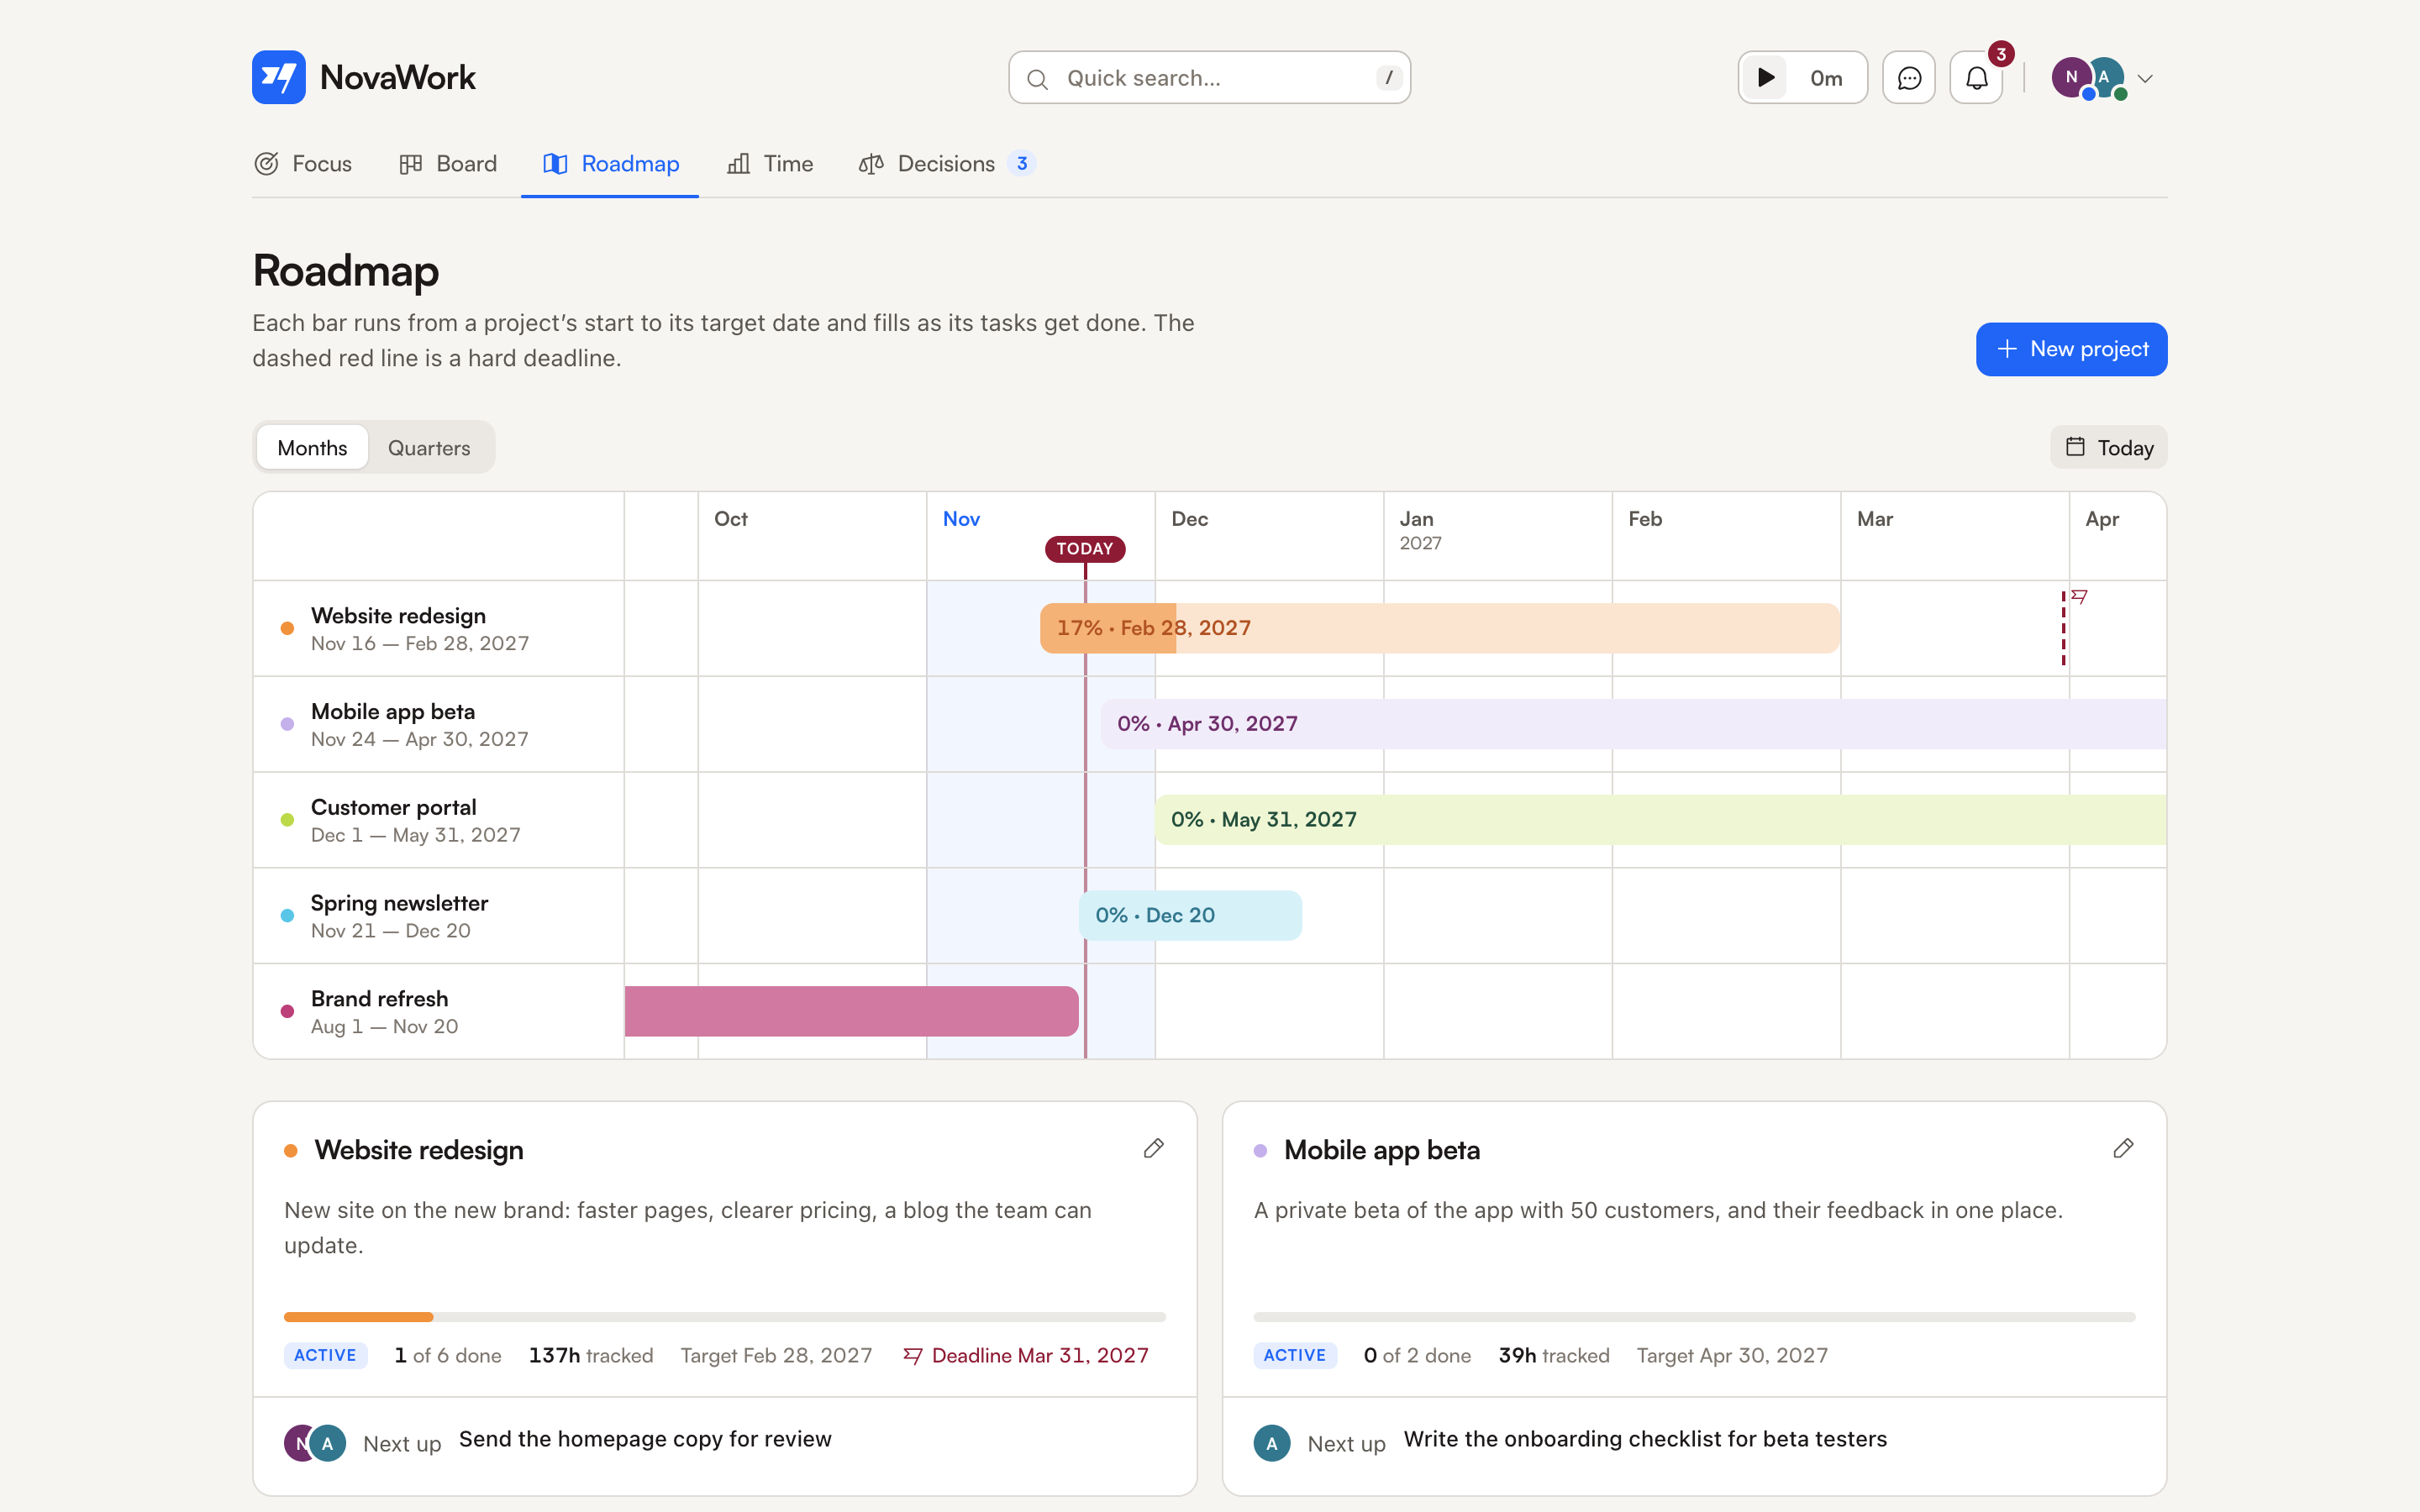 NovaWork
Quick search...
/
0m
3
N
A
Focus
Board
Roadmap
Time
Decisions 3
Roadmap
Each bar runs from a project’s start to its target date and fills as its tasks get done. The
dashed red line is a hard deadline.
New project
Months
Quarters
Today
Oct
Nov
Dec
Jan
2027
Feb
Mar
Apr
TODAY
Website redesign
Nov 16 — Feb 28, 2027
17% · Feb 28, 2027
Mobile app beta
Nov 24 — Apr 30, 2027
0% · Apr 30, 2027
Customer portal
Dec 1 — May 31, 2027
0% · May 31, 2027
Spring newsletter
Nov 21 — Dec 20
0% · Dec 20
Brand refresh
Aug 1 — Nov 20
Website redesign
New site on the new brand: faster pages, clearer pricing, a blog the team can
update.
ACTIVE 1 of 6 done 137h tracked Target Feb 28, 2027 Deadline Mar 31, 2027
N A Next up Send the homepage copy for review
Mobile app beta
A private beta of the app with 50 customers, and their feedback in one place.
ACTIVE 0 of 2 done 39h tracked Target Apr 30, 2027
A Next up Write the onboarding checklist for beta testers